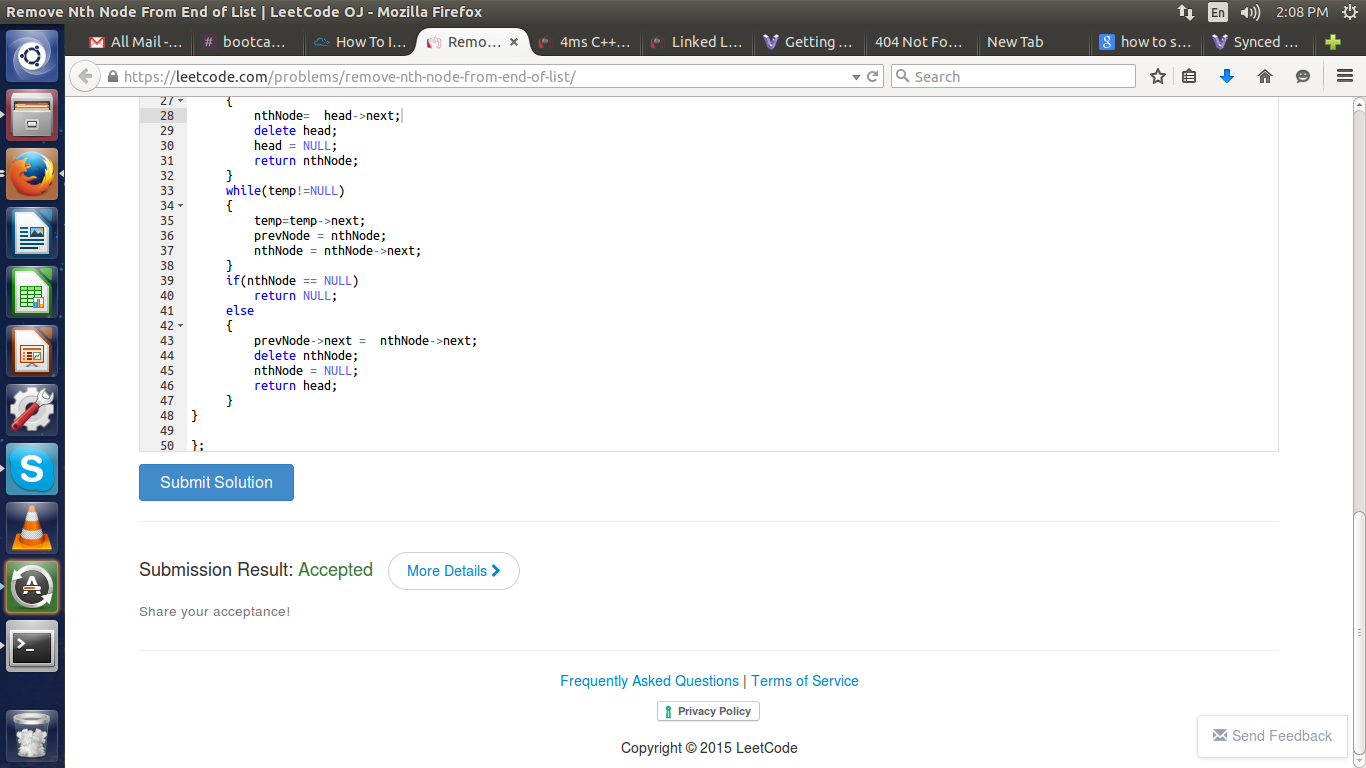 Remove Nth Node From End of List | LeetCode OJ - Mozilla Firefox
En
2:08 PM
All Mail -...
# bootca...
How To I...
Remo...
4ms C++...
Linked L...
Getting ...
404 Not Fo...
New Tab
how to s...
Synced ...
https://leetcode.com/problems/remove-nth-node-from-end-of-list/
Search
27 {
28 nthNode=  head->next;
29 delete head;
30 head = NULL;
31 return nthNode;
32 }
33 while(temp!=NULL)
34 {
35 temp=temp->next;
36 prevNode = nthNode;
37 nthNode = nthNode->next;
38 }
39 if(nthNode == NULL)
40 return NULL;
41 else
42 {
43 prevNode->next =  nthNode->next;
44 delete nthNode;
45 nthNode = NULL;
46 return head;
47 }
48 }
49
50 };
Submit Solution
Submission Result: Accepted
More Details
Share your acceptance!
Frequently Asked Questions | Terms of Service
Privacy Policy
Send Feedback
Copyright © 2015 LeetCode